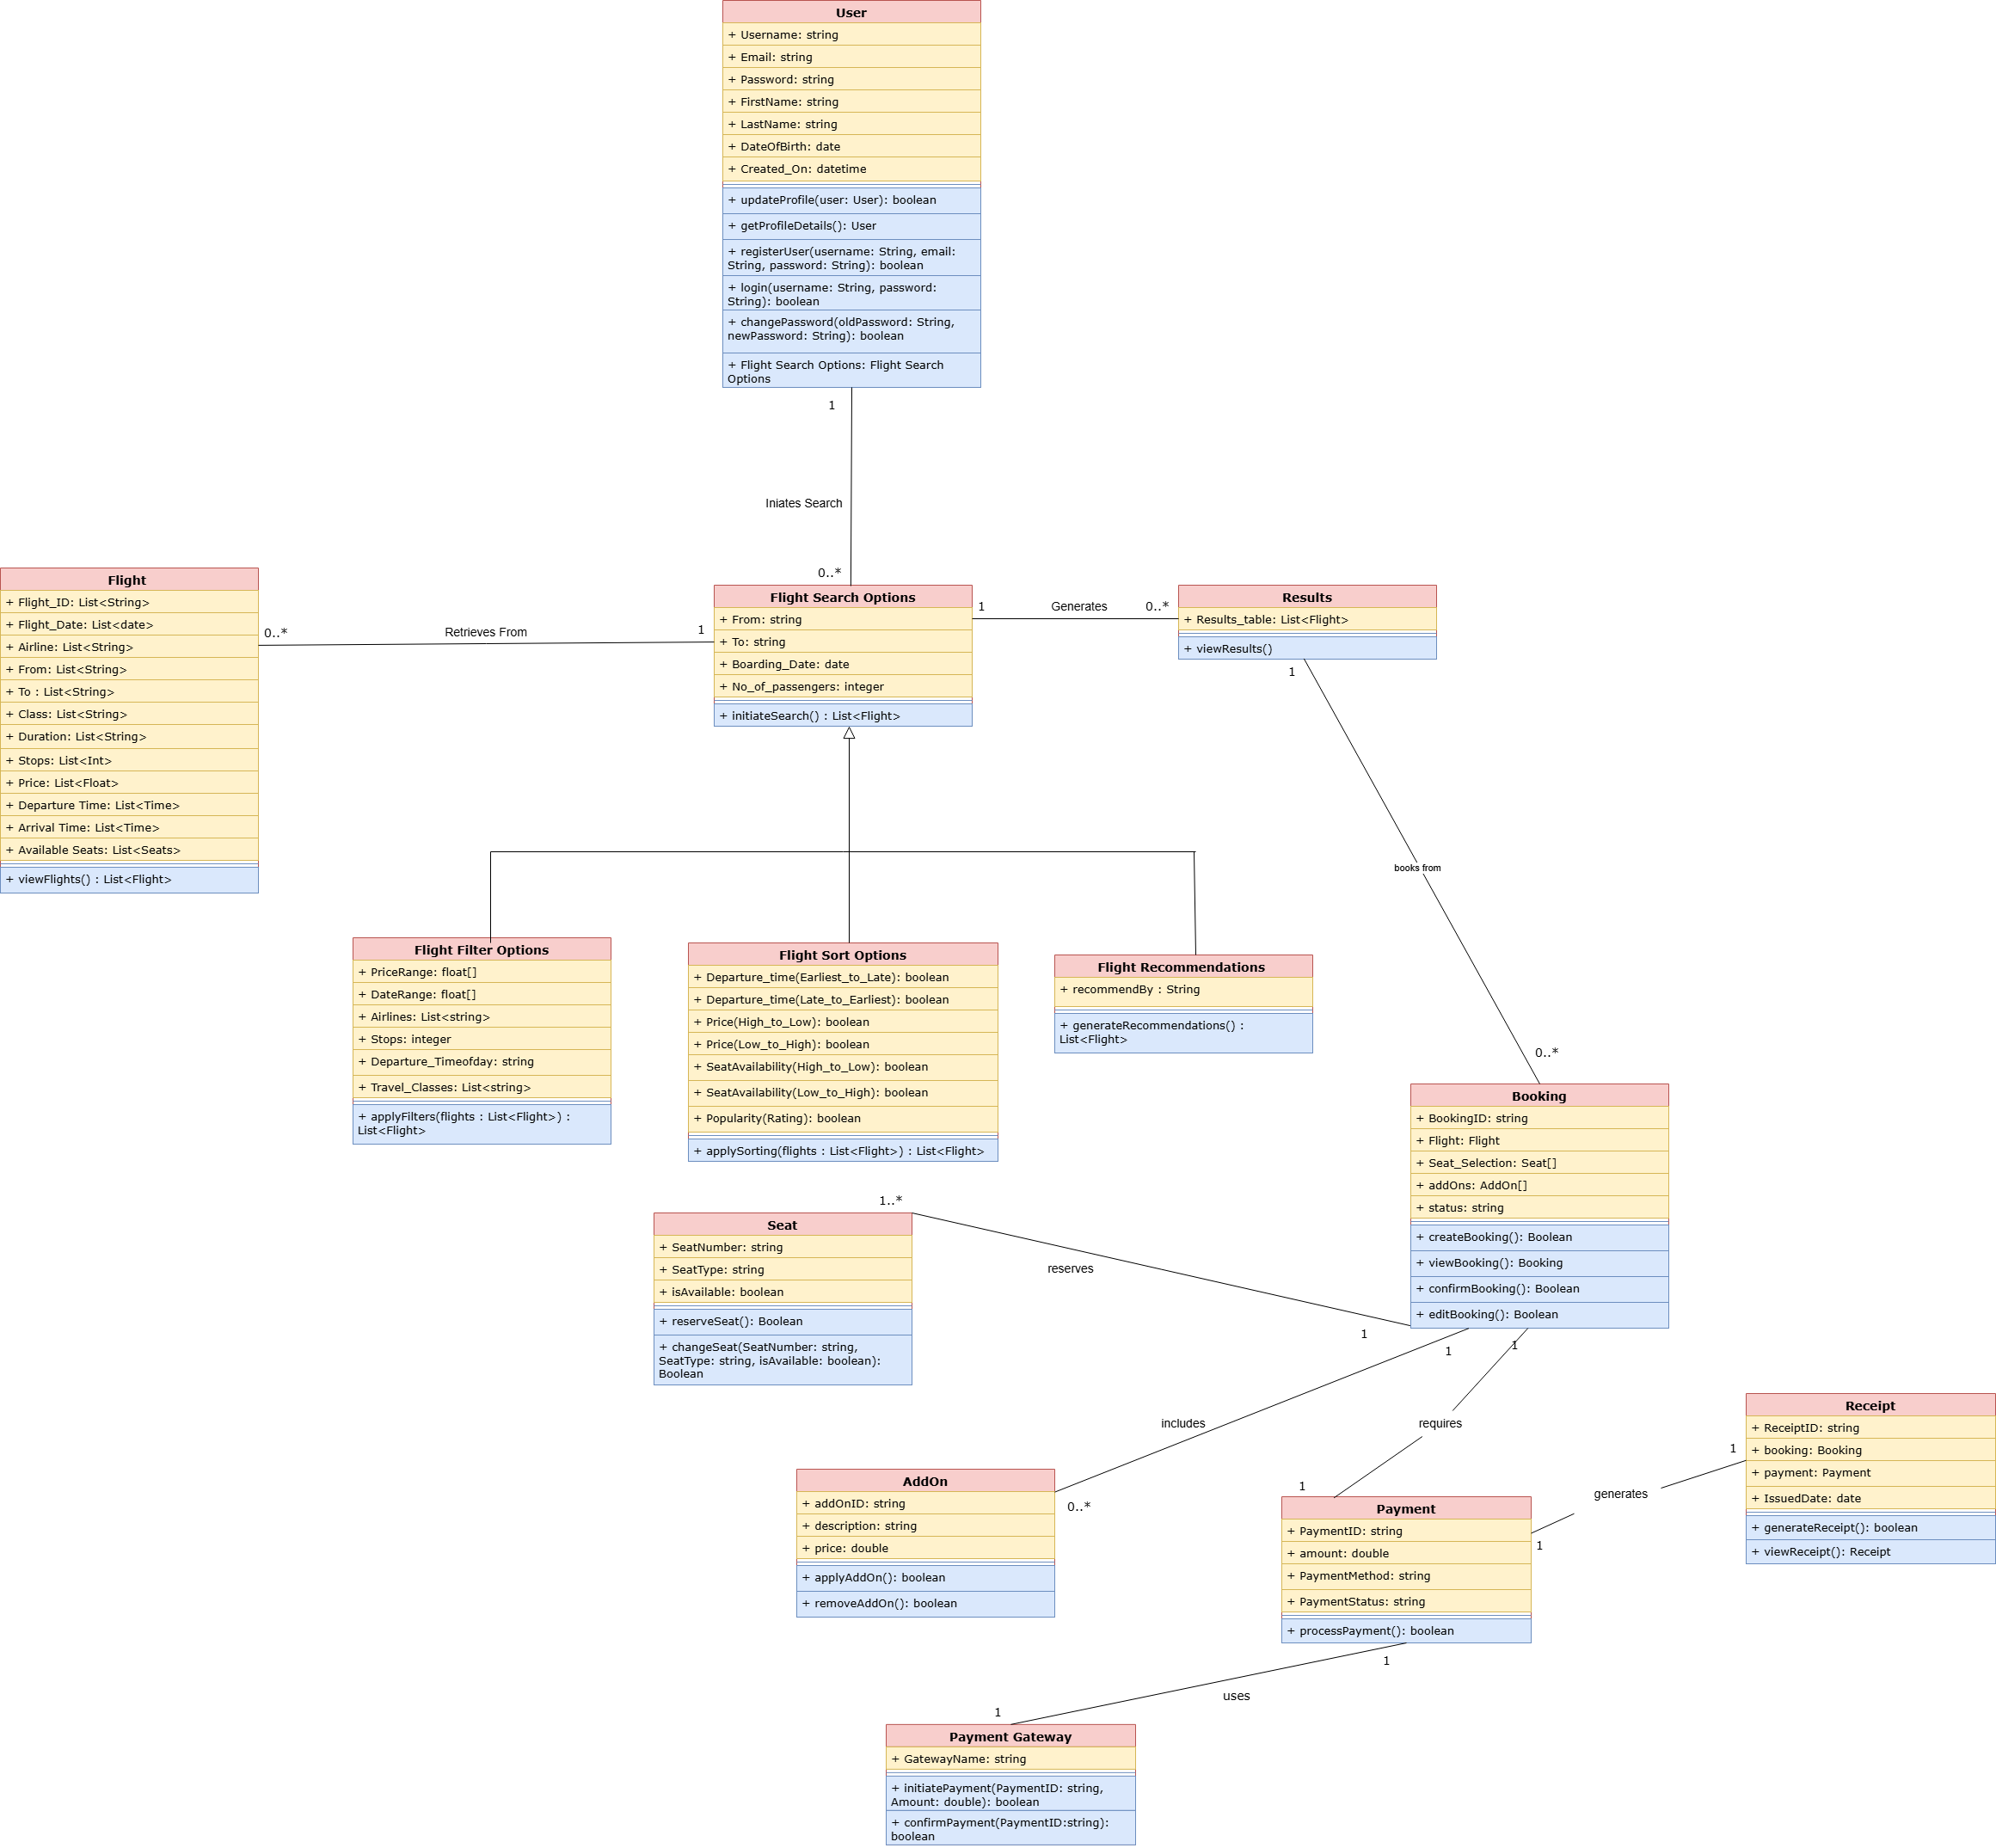 User
+ Username: string
+ Email: string
+ Password: string
+ FirstName: string
+ LastName: string
+ DateOfBirth: date
+ Created_On: datetime
+ updateProfile(user: User): boolean
+ getProfileDetails(): User
+ registerUser(username: String, email:
String, password: String): boolean
+ login(username: String, password:
String): boolean
+ changePassword(oldPassword: String,
newPassword: String): boolean
+ Flight Search Options: Flight Search
Options
1
Iniates Search
0..*
Flight
+ Flight_ID: List<String>
+ Flight_Date: List<date>
+ Airline: List<String>
+ From: List<String>
+ To : List<String>
+ Class: List<String>
+ Duration: List<String>
+ Stops: List<Int>
+ Price: List<Float>
+ Departure Time: List<Time>
+ Arrival Time: List<Time>
+ Available Seats: List<Seats>
+ viewFlights() : List<Flight>
0..*
Retrieves From
1
Flight Search Options
+ From: string
+ To: string
+ Boarding_Date: date
+ No_of_passengers: integer
+ initiateSearch() : List<Flight>
1
Generates
0..*
Results
+ Results_table: List<Flight>
+ viewResults()
1
books from
0..*
Flight Filter Options
+ PriceRange: float[]
+ DateRange: float[]
+ Airlines: List<string>
+ Stops: integer
+ Departure_Timeofday: string
+ Travel_Classes: List<string>
+ applyFilters(flights : List<Flight>) :
List<Flight>
Flight Sort Options
+ Departure_time(Earliest_to_Late): boolean
+ Departure_time(Late_to_Earliest): boolean
+ Price(High_to_Low): boolean
+ Price(Low_to_High): boolean
+ SeatAvailability(High_to_Low): boolean
+ SeatAvailability(Low_to_High): boolean
+ Popularity(Rating): boolean
+ applySorting(flights : List<Flight>) : List<Flight>
Flight Recommendations
+ recommendBy : String
+ generateRecommendations() :
List<Flight>
Booking
+ BookingID: string
+ Flight: Flight
+ Seat_Selection: Seat[]
+ addOns: AddOn[]
+ status: string
+ createBooking(): Boolean
+ viewBooking(): Booking
+ confirmBooking(): Boolean
+ editBooking(): Boolean
1..*
reserves
1
Seat
+ SeatNumber: string
+ SeatType: string
+ isAvailable: boolean
+ reserveSeat(): Boolean
+ changeSeat(SeatNumber: string,
SeatType: string, isAvailable: boolean):
Boolean
1
includes
0..*
AddOn
+ addOnID: string
+ description: string
+ price: double
+ applyAddOn(): boolean
+ removeAddOn(): boolean
1
requires
1
Payment
+ PaymentID: string
+ amount: double
+ PaymentMethod: string
+ PaymentStatus: string
+ processPayment(): boolean
1
generates
1
Receipt
+ ReceiptID: string
+ booking: Booking
+ payment: Payment
+ IssuedDate: date
+ generateReceipt(): boolean
+ viewReceipt(): Receipt
1
uses
1
Payment Gateway
+ GatewayName: string
+ initiatePayment(PaymentID: string,
Amount: double): boolean
+ confirmPayment(PaymentID:string):
boolean